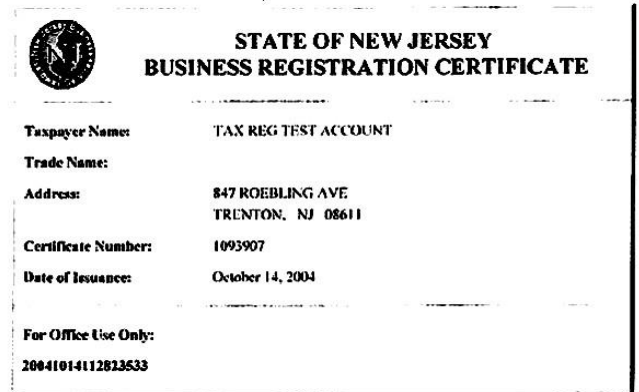 STATE OF NEW JERSEY
BUSINESS REGISTRATION CERTIFICATE
Taxpayer Name: TAX REG TEST ACCOUNT
Trade Name:
Address: 847 ROEBLING AVE
TRENTON, NJ 08611
Certificate Number: 1093907
Date of Issuance: October 14, 2004
For Office Use Only:
20041014112823533